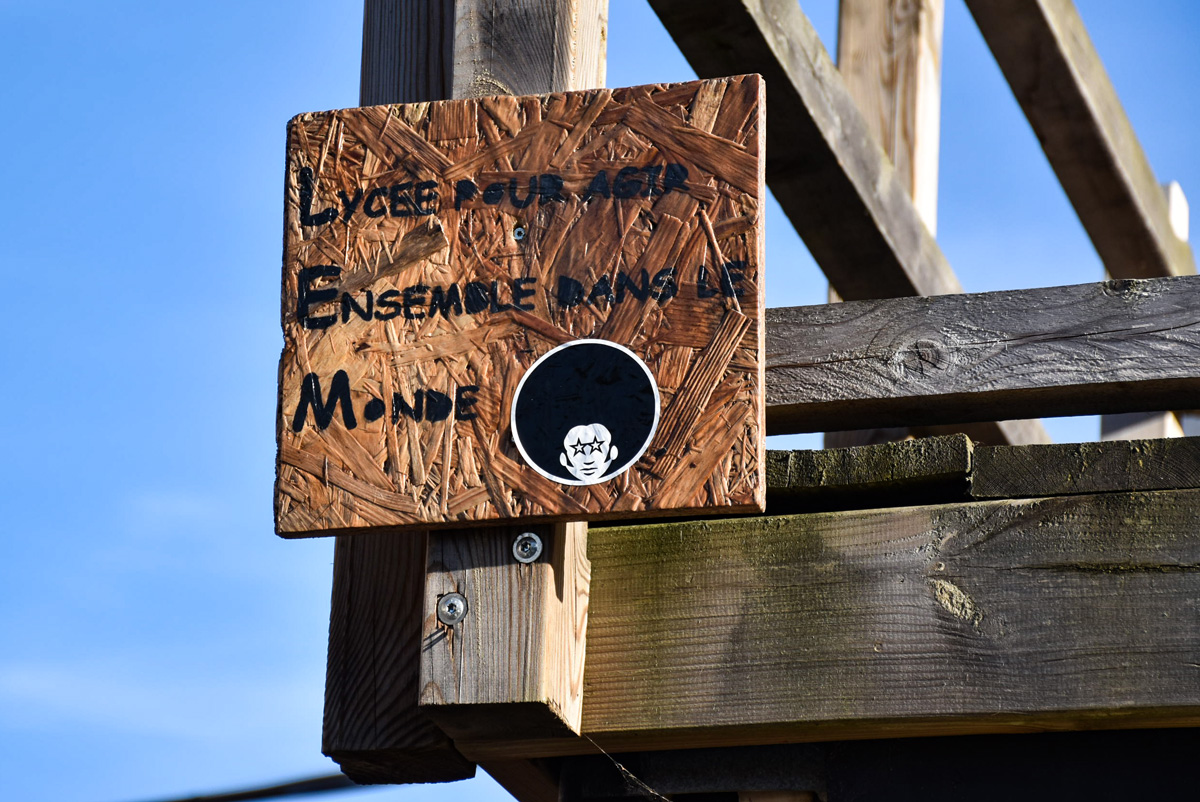 LYCEE POUR AGIR
ENSEMBLE DANS LE
MONDE